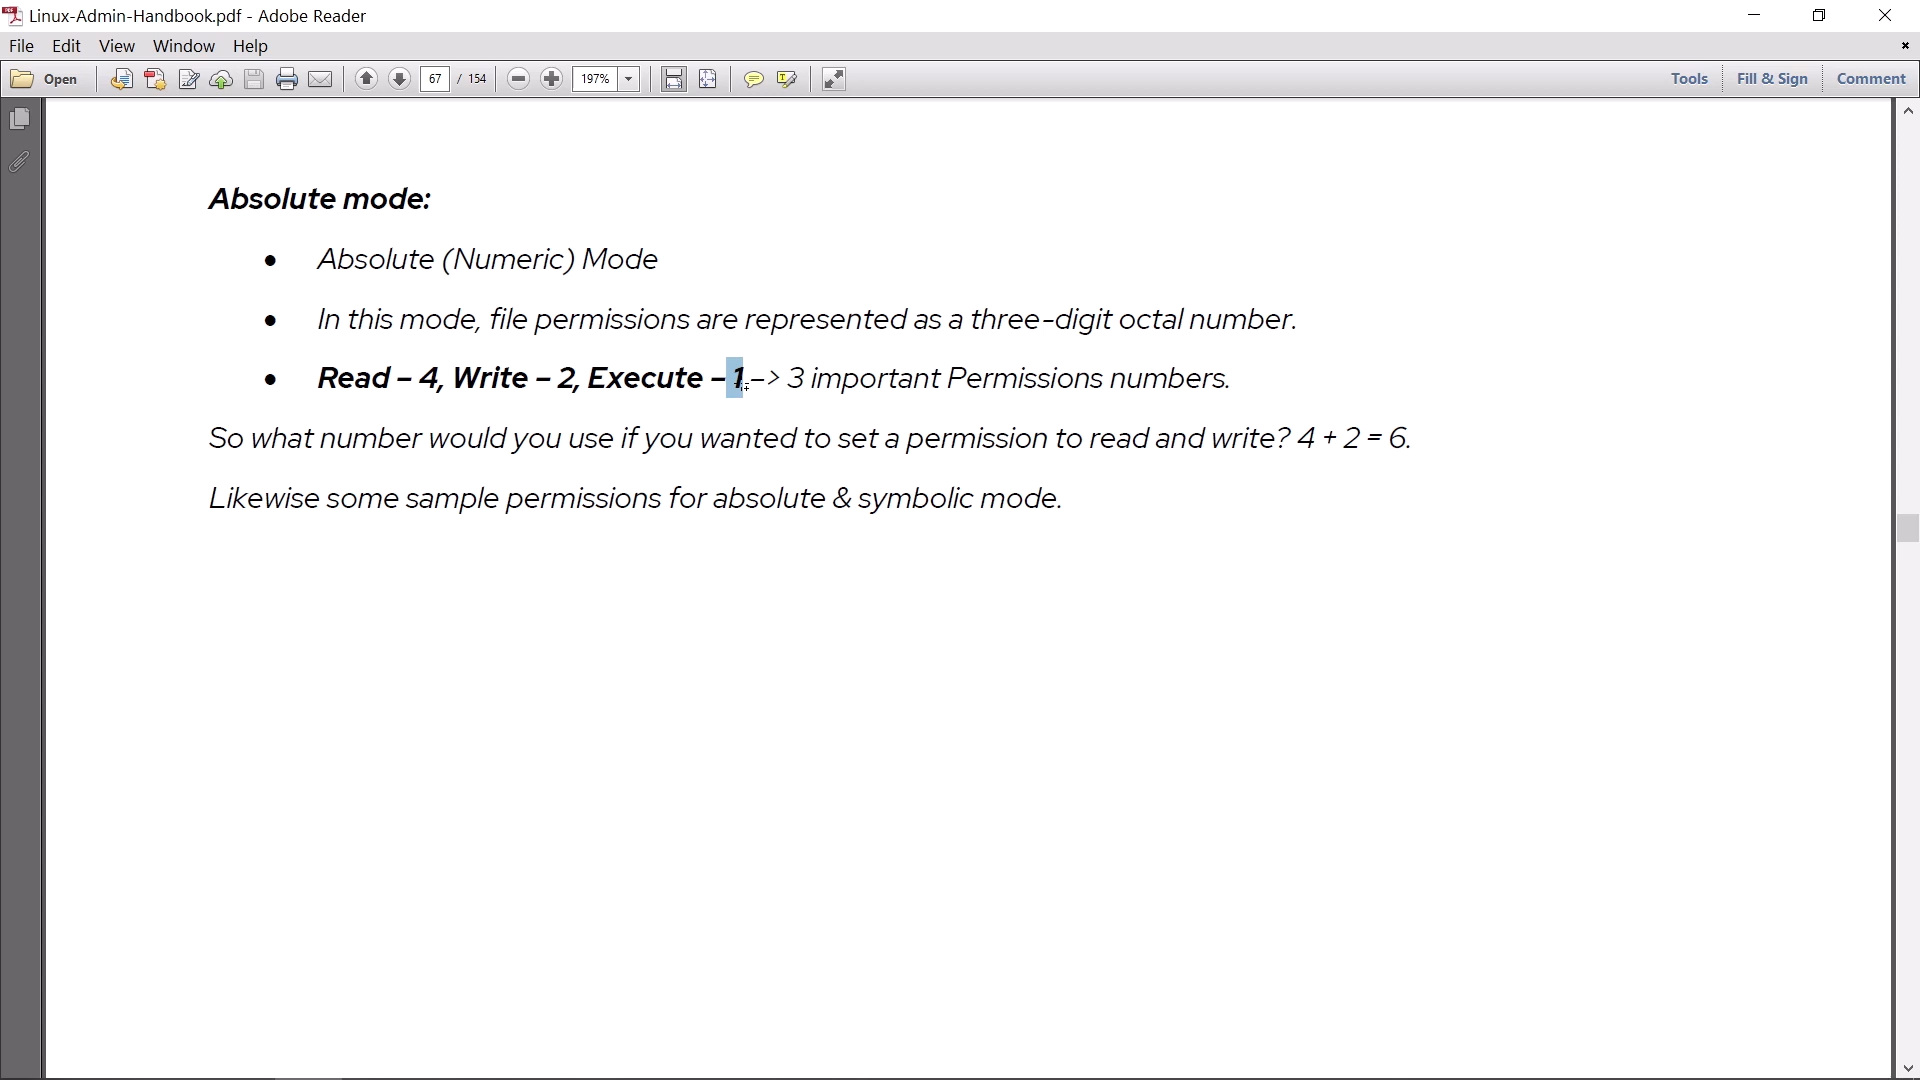 Linux-Admin-Handbook.pdf - Adobe Reader
File Edit View Window Help
Open 67 / 154 197% Tools Fill & Sign Comment
Absolute mode:
• Absolute (Numeric) Mode
• In this mode, file permissions are represented as a three-digit octal number.
• Read – 4, Write – 2, Execute – 1 –> 3 important Permissions numbers.
So what number would you use if you wanted to set a permission to read and write? 4 + 2 = 6.
Likewise some sample permissions for absolute & symbolic mode.